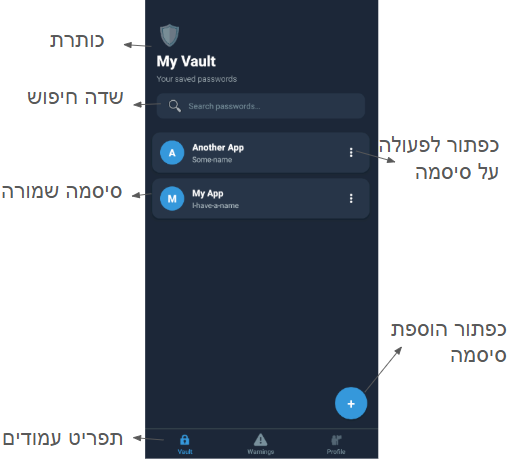 כותרת
My Vault
Your saved passwords
שדה חיפוש
Search passwords...
A
Another App
Some-name
כפתור לפעולה
על סיסמה
סיסמה שמורה
M
My App
I-have-a-name
כפתור הוספת
סיסמה
+
תפריט עמודים
Vault
Warnings
Profile